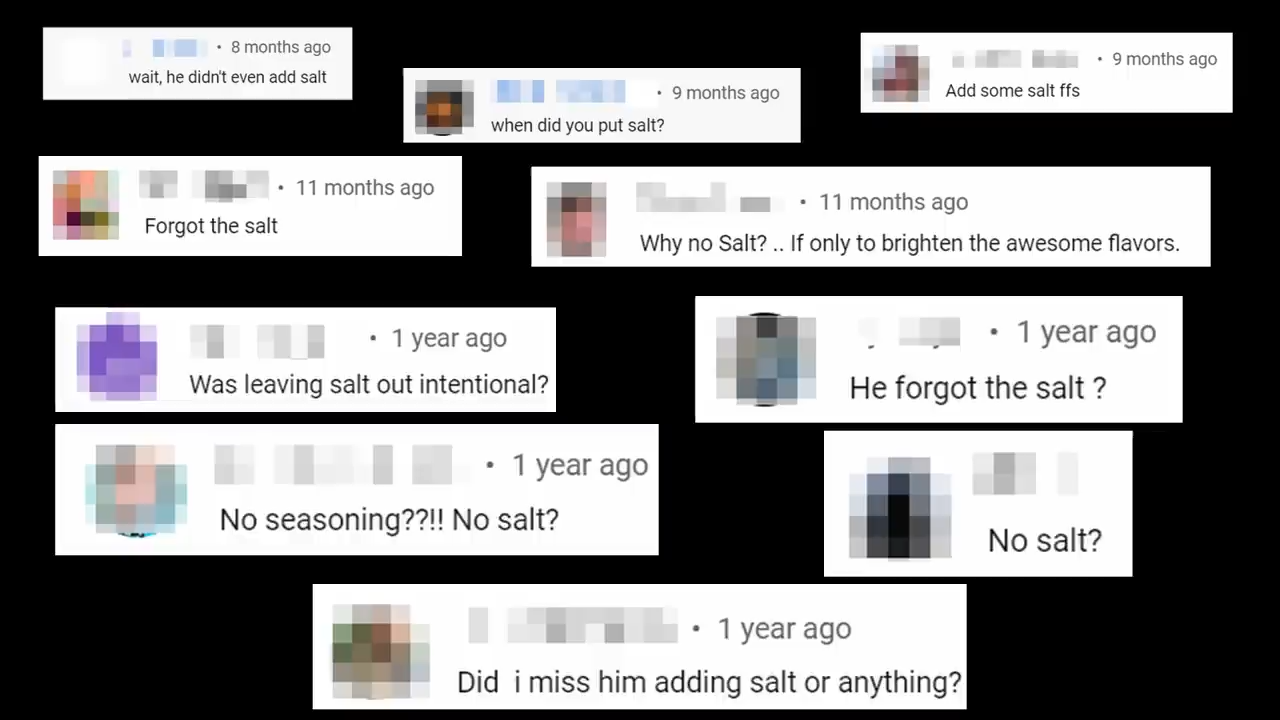 • 8 months ago
wait, he didn't even add salt
• 9 months ago
when did you put salt?
• 9 months ago
Add some salt ffs
• 11 months ago
Forgot the salt
• 11 months ago
Why no Salt? .. If only to brighten the awesome flavors.
• 1 year ago
Was leaving salt out intentional?
• 1 year ago
He forgot the salt ?
• 1 year ago
No seasoning??!! No salt?
No salt?
• 1 year ago
Did i miss him adding salt or anything?